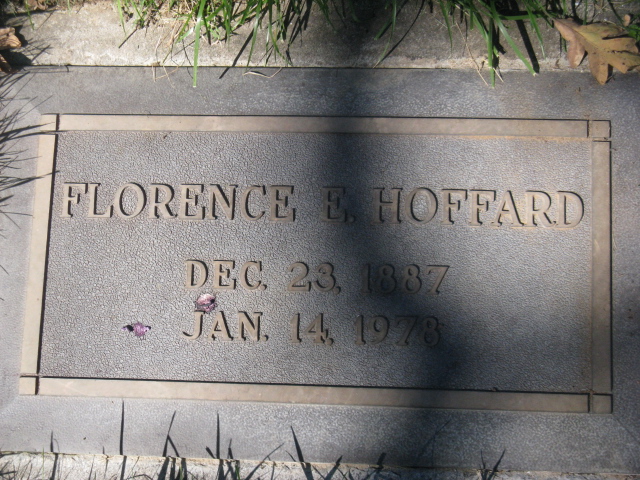 FLORENCE E. HOFFARD
DEC. 23, 1887
JAN. 14, 1978